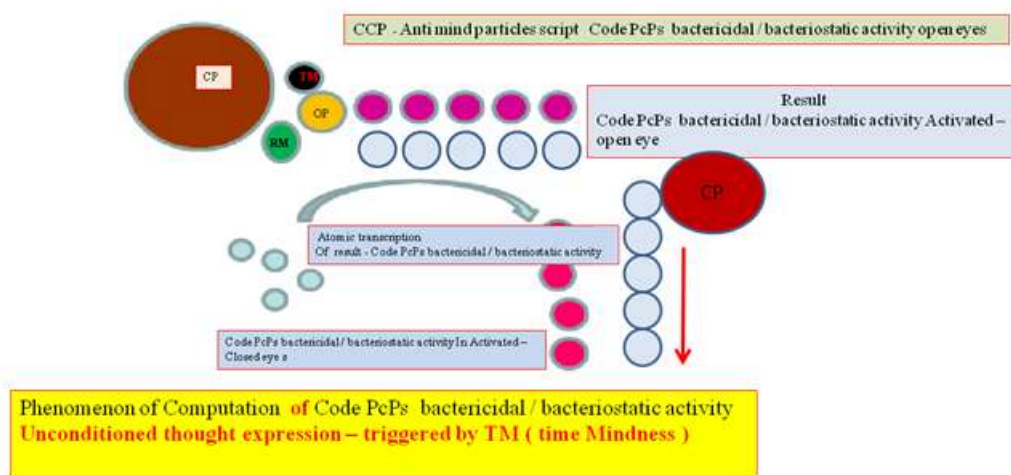 CCP - Anti mind particles script Code PcPs bactericidal / bacteriostatic activity open eyes
CP
TM
OP
RM
Result
Code PcPs bactericidal / bacteriostatic activity Activated –
open eye
CP
Atomic transcription
Of result - Code PcPs bactericidal / bacteriostatic activity
Code PcPs bactericidal / bacteriostatic activity In Activated –
Closed eye s
Phenomenon of Computation of Code PcPs bactericidal / bacteriostatic activity
Unconditioned thought expression – triggered by TM ( time Mindness )